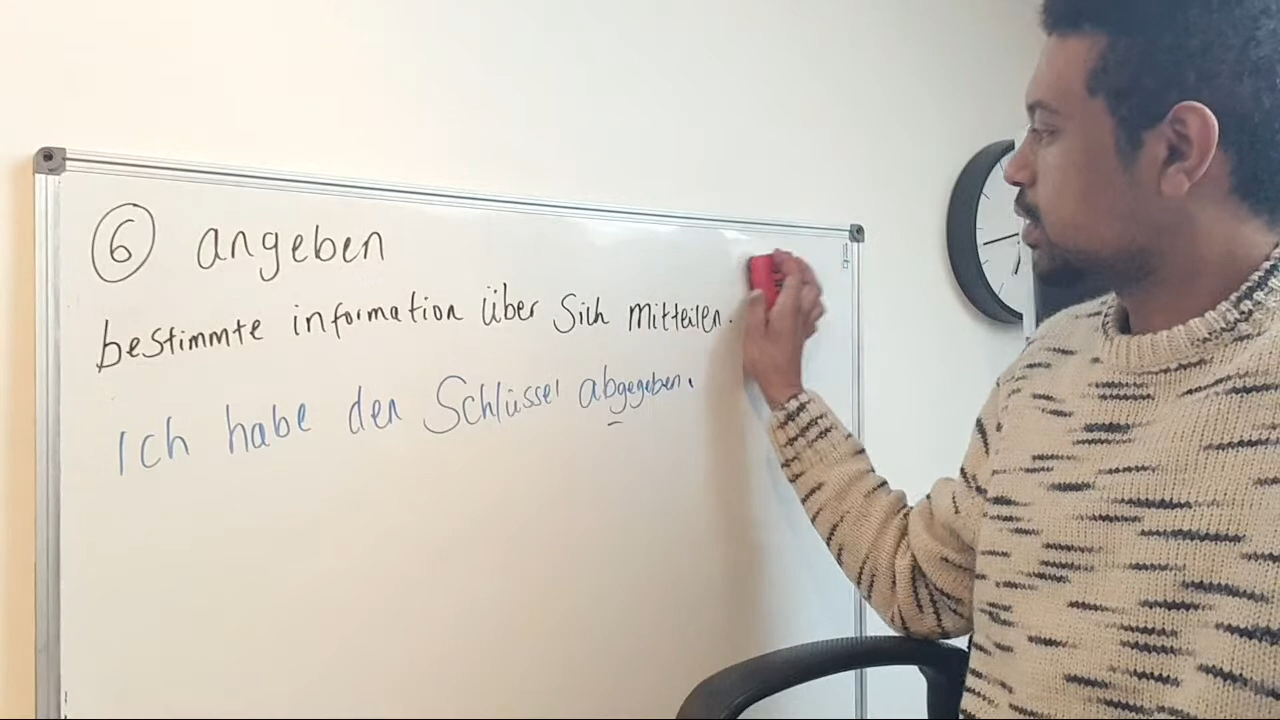 ⑥ angeben
bestimmte information über Sich mitteilen.
Ich habe den Schlüssel abgegeben.